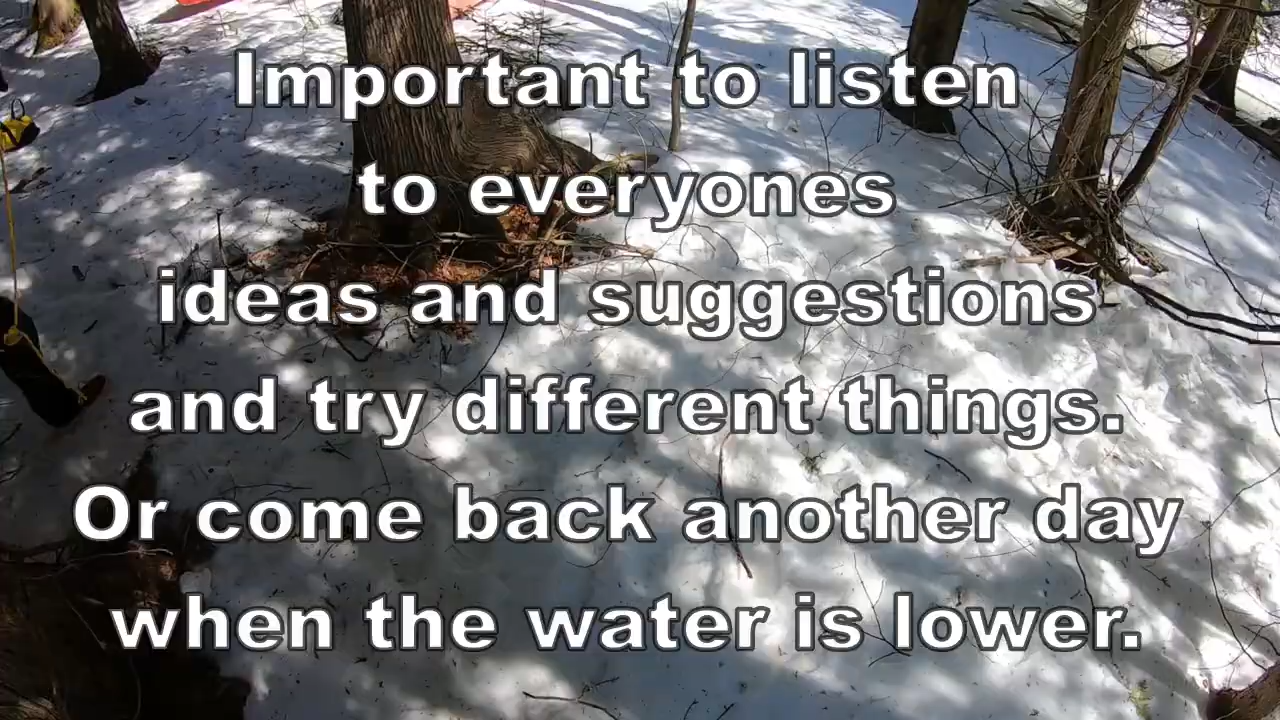 Important to listen
to everyones
ideas and suggestions
and try different things.
Or come back another day
when the water is lower.